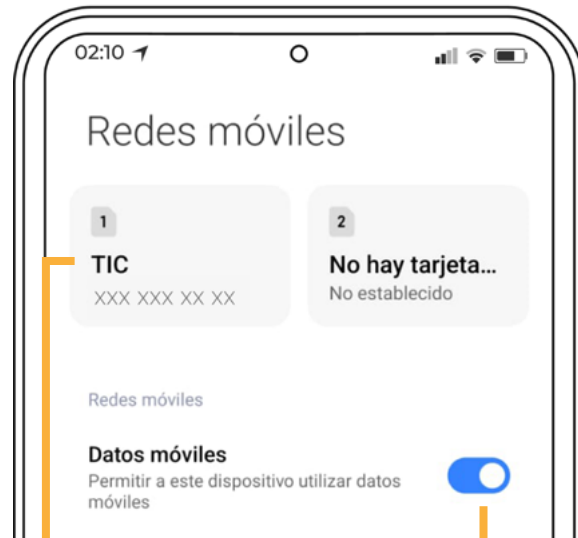 02:10
Redes móviles
1
TIC
XXX XXX XX XX
2
No hay tarjeta...
No establecido
Redes móviles
Datos móviles
Permitir a este dispositivo utilizar datos
móviles